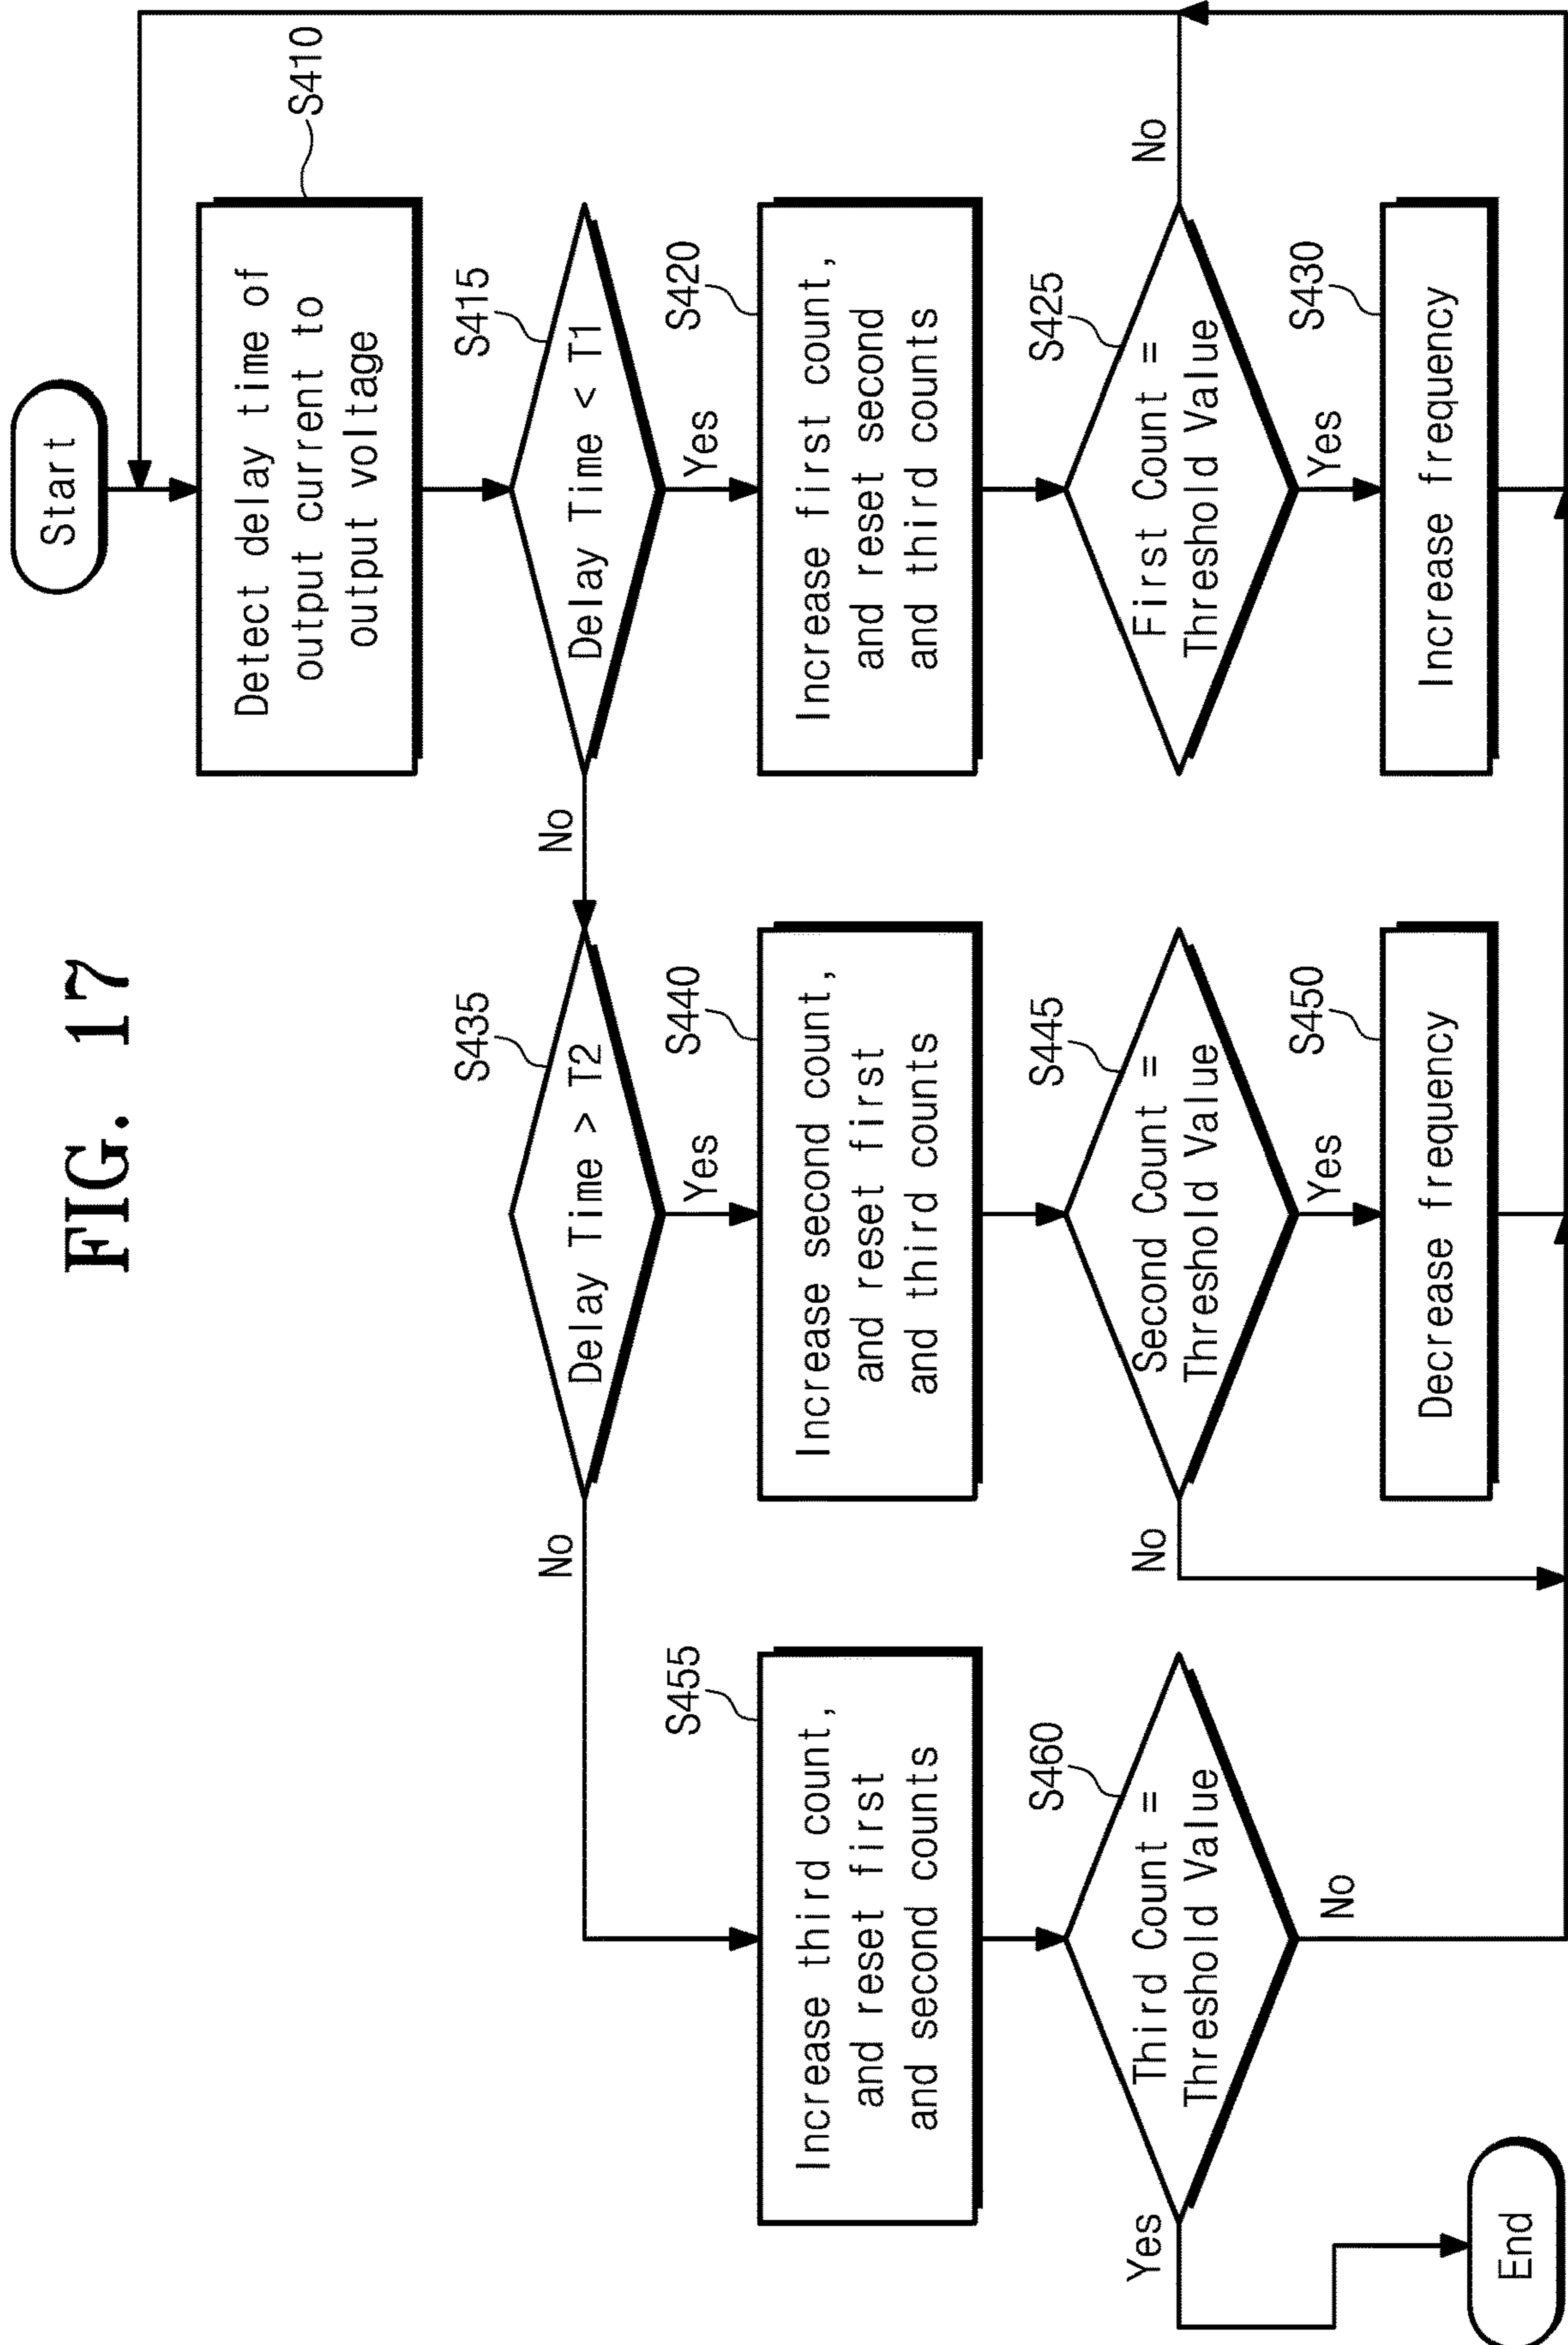 FIG. 17
Start
Detect delay time of
output current to
output voltage
S410
Delay Time < T1
S415
No
Yes
Increase first count,
and reset second
and third counts
S420
First Count =
Threshold Value
S425
No
Yes
Increase frequency
S430
Delay Time > T2
S435
No
Yes
Increase second count,
and reset first
and third counts
S440
Second Count =
Threshold Value
S445
No
Yes
Decrease frequency
S450
Increase third count,
and reset first
and second counts
S455
Third Count =
Threshold Value
S460
No
Yes
End